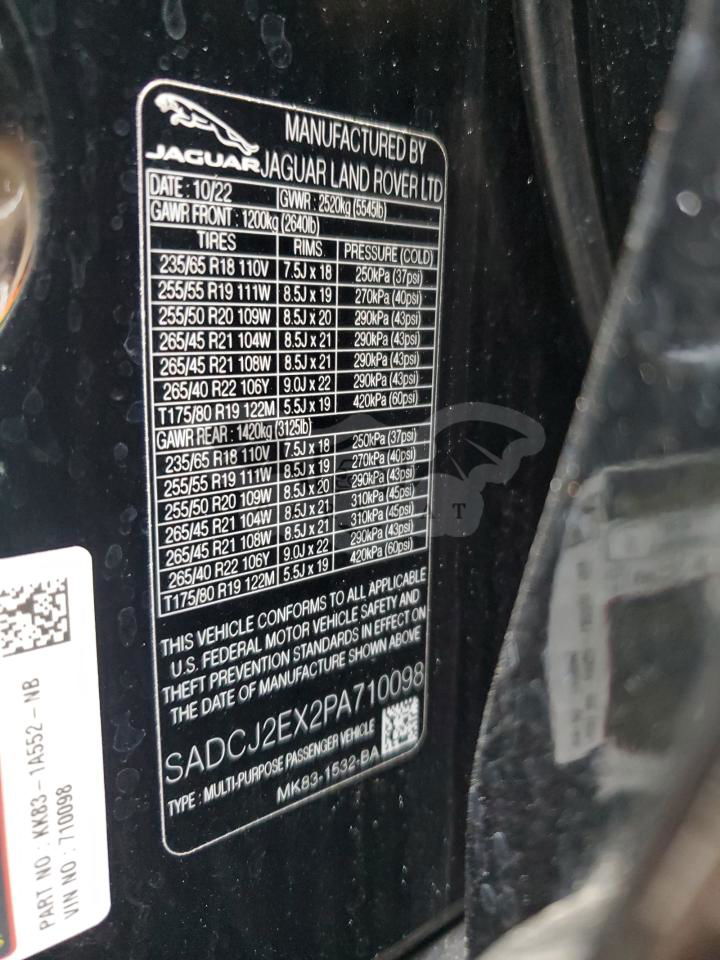 JAGUAR
MANUFACTURED BY
JAGUAR LAND ROVER LTD
DATE : 10/22 GVWR : 2520kg (5545lb)
GAWR FRONT : 1200kg (2640lb)
TIRES RIMS PRESSURE (COLD)
235/65 R18 110V 7.5J x 18 250kPa (37psi)
255/55 R19 111W 8.5J x 19 270kPa (40psi)
255/50 R20 109W 8.5J x 20 290kPa (43psi)
265/45 R21 104W 8.5J x 21 290kPa (43psi)
265/45 R21 108W 8.5J x 21 290kPa (43psi)
265/40 R22 106Y 9.0J x 22 290kPa (43psi)
T175/80 R19 122M 5.5J x 19 420kPa (60psi)
GAWR REAR : 1420kg (3125lb)
235/65 R18 110V 7.5J x 18 250kPa (37psi)
255/55 R19 111W 8.5J x 19 270kPa (40psi)
255/50 R20 109W 8.5J x 20 290kPa (43psi)
265/45 R21 104W 8.5J x 21 310kPa (45psi)
265/45 R21 108W 8.5J x 21 310kPa (45psi)
265/40 R22 106Y 9.0J x 22 290kPa (43psi)
T175/80 R19 122M 5.5J x 19 420kPa (60psi)
THIS VEHICLE CONFORMS TO ALL APPLICABLE
U.S. FEDERAL MOTOR VEHICLE SAFETY AND
THEFT PREVENTION STANDARDS IN EFFECT ON
THE DATE OF MANUFACTURE SHOWN ABOVE
SADCJ2EX2PA710098
TYPE : MULTI-PURPOSE PASSENGER VEHICLE
MK83-1532-BA
PART NO : KK83-1A552-NB
VIN NO : 710098